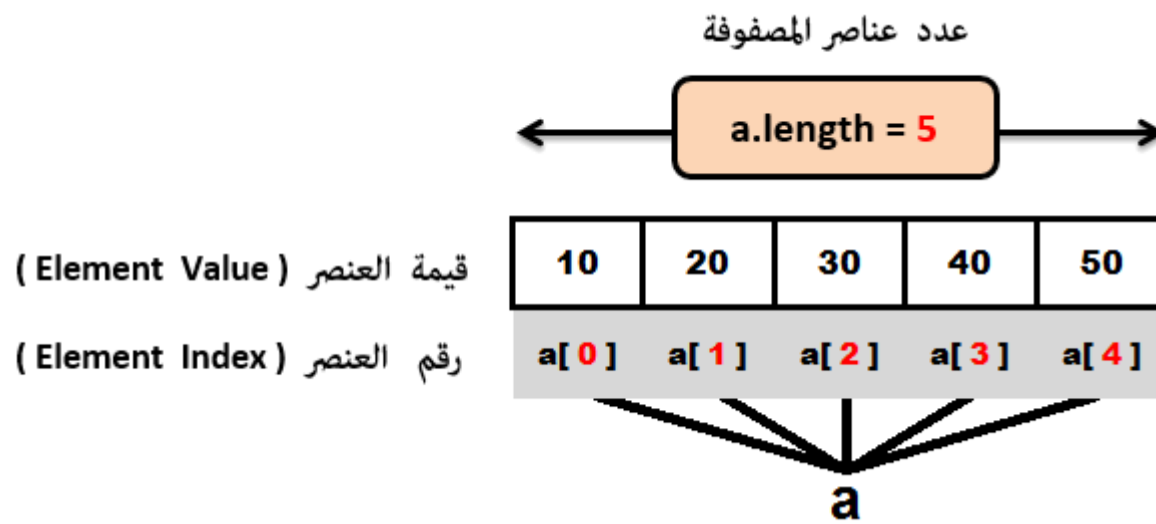 عدد عناصر المصفوفة
a.length = 5
قيمة العنصر ( Element Value )
10 20 30 40 50
رقم العنصر ( Element Index )
a[ 0 ] a[ 1 ] a[ 2 ] a[ 3 ] a[ 4 ]
a